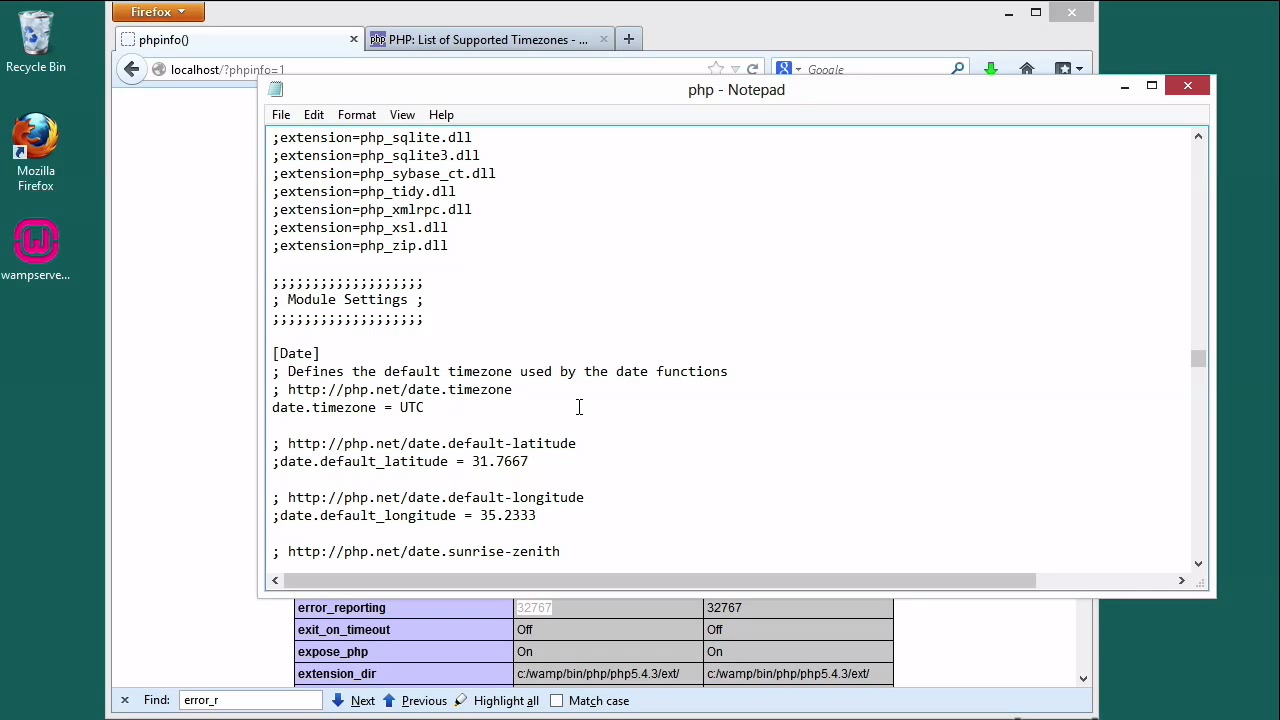 Recycle Bin
Mozilla
Firefox
wampserve...
Firefox
phpinfo()
php
PHP: List of Supported Timezones - ...
localhost/?phpinfo=1
Google
php - Notepad
File Edit Format View Help
;extension=php_sqlite.dll
;extension=php_sqlite3.dll
;extension=php_sybase_ct.dll
;extension=php_tidy.dll
;extension=php_xmlrpc.dll
;extension=php_xsl.dll
;extension=php_zip.dll
;;;;;;;;;;;;;;;;;;;
; Module Settings ;
;;;;;;;;;;;;;;;;;;;
[Date]
; Defines the default timezone used by the date functions
; http://php.net/date.timezone
date.timezone = UTC
; http://php.net/date.default-latitude
;date.default_latitude = 31.7667
; http://php.net/date.default-longitude
;date.default_longitude = 35.2333
; http://php.net/date.sunrise-zenith
error_reporting 32767 32767
exit_on_timeout Off Off
expose_php On On
extension_dir c:/wamp/bin/php/php5.4.3/ext/ c:/wamp/bin/php/php5.4.3/ext/
Find: error_r Next Previous Highlight all Match case